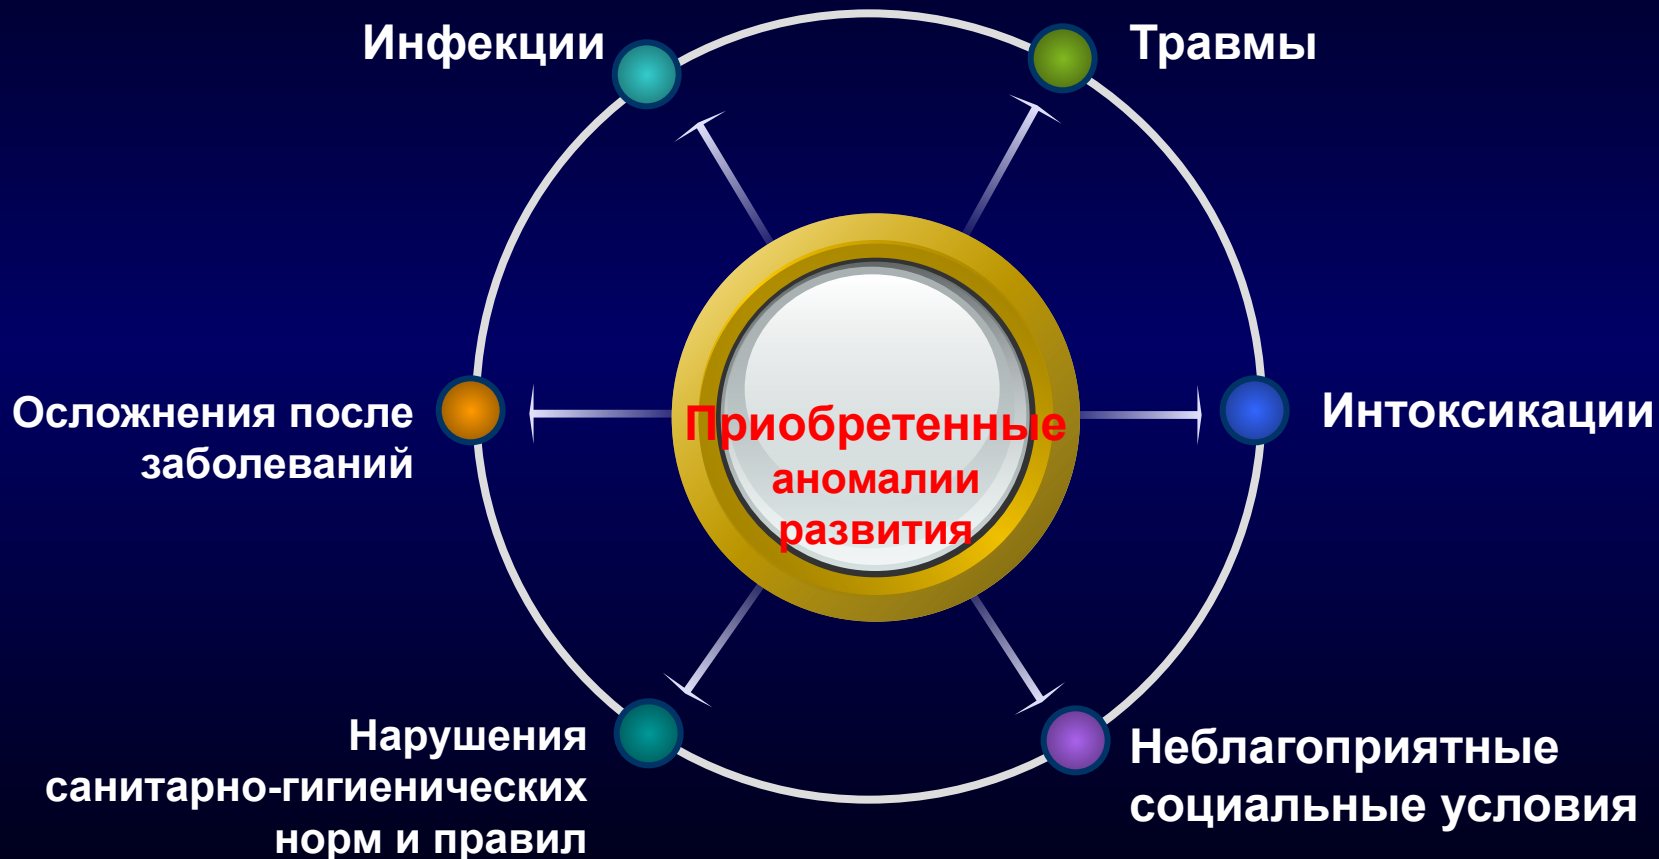 Инфекции
Травмы
Осложнения после
заболеваний
Приобретенные
аномалии
развития
Интоксикации
Нарушения
санитарно-гигиенических
норм и правил
Неблагоприятные
социальные условия